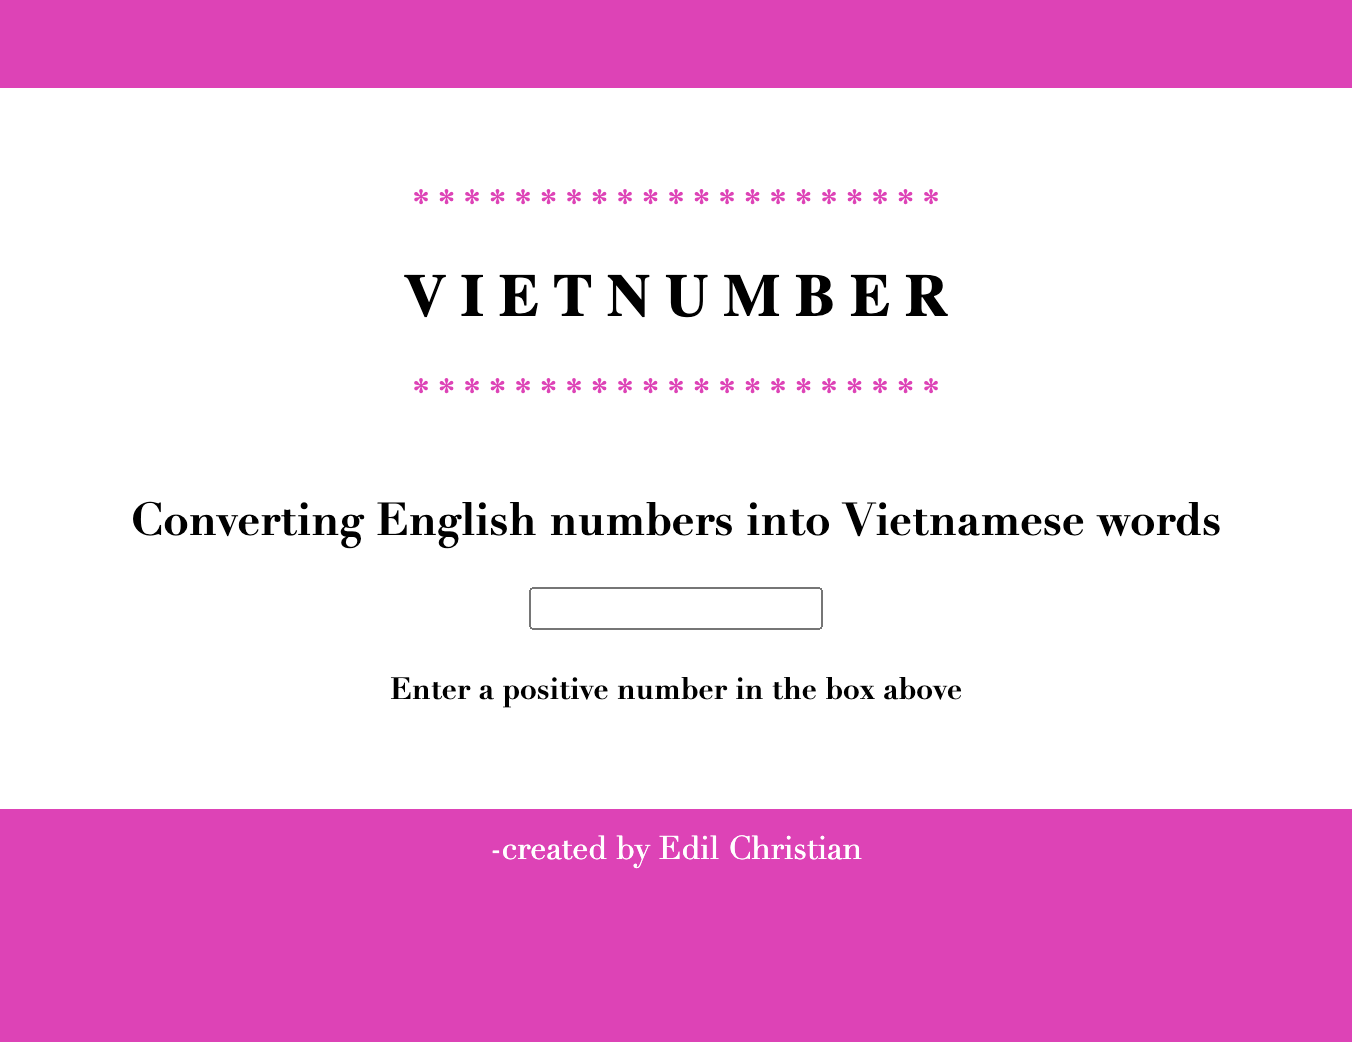 * * * * * * * * * * * * * * * * * * * * *
V I E T N U M B E R
* * * * * * * * * * * * * * * * * * * * *
Converting English numbers into Vietnamese words
Enter a positive number in the box above
-created by Edil Christian